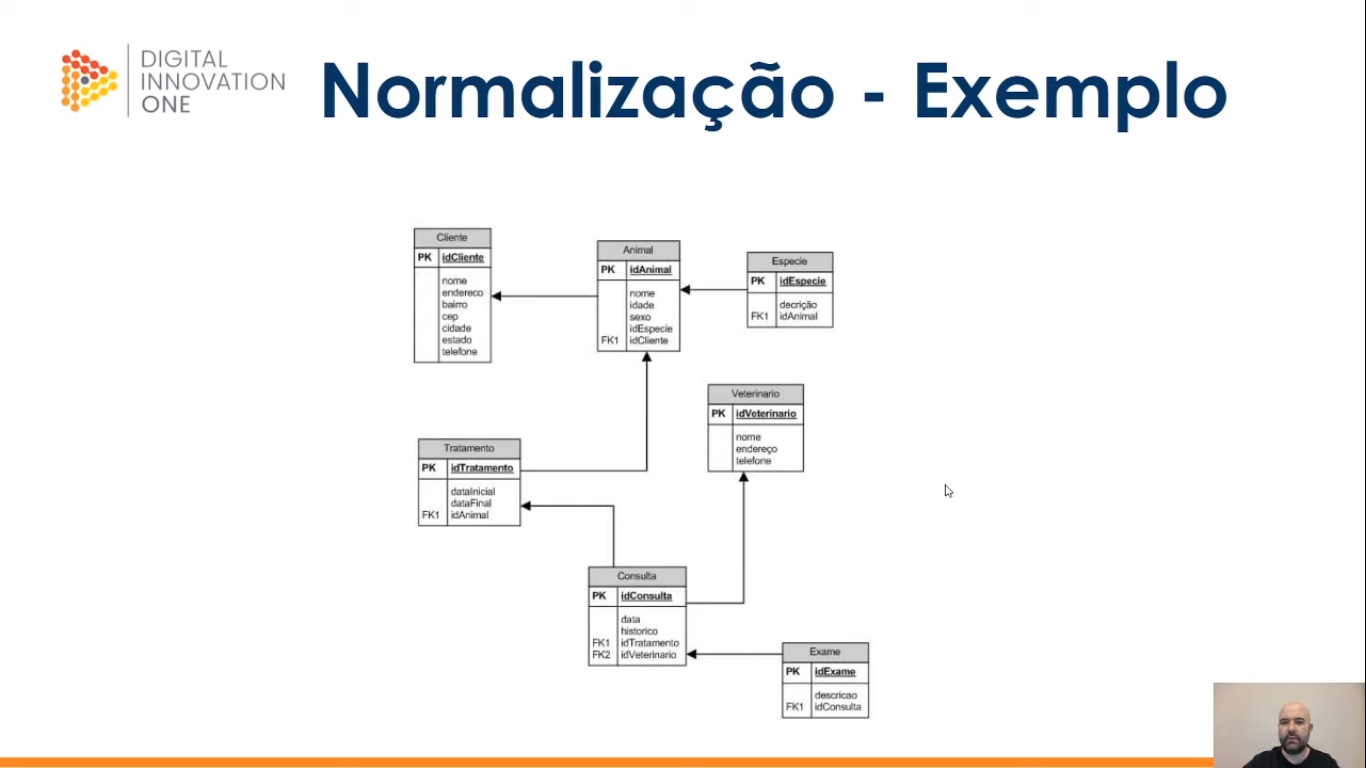 DIGITAL
INNOVATION
ONE
Normalização - Exemplo
Cliente
PK idCliente
nome
endereco
bairro
cep
cidade
estado
telefone
Animal
PK idAnimal
nome
idade
sexo
idEspecie
FK1 idCliente
Especie
PK idEspecie
decrição
FK1 idAnimal
Veterinario
PK idVeterinario
nome
endereço
telefone
Tratamento
PK idTratamento
dataInicial
dataFinal
FK1 idAnimal
Consulta
PK idConsulta
data
historico
FK1 idTratamento
FK2 idVeterinario
Exame
PK idExame
descricao
FK1 idConsulta